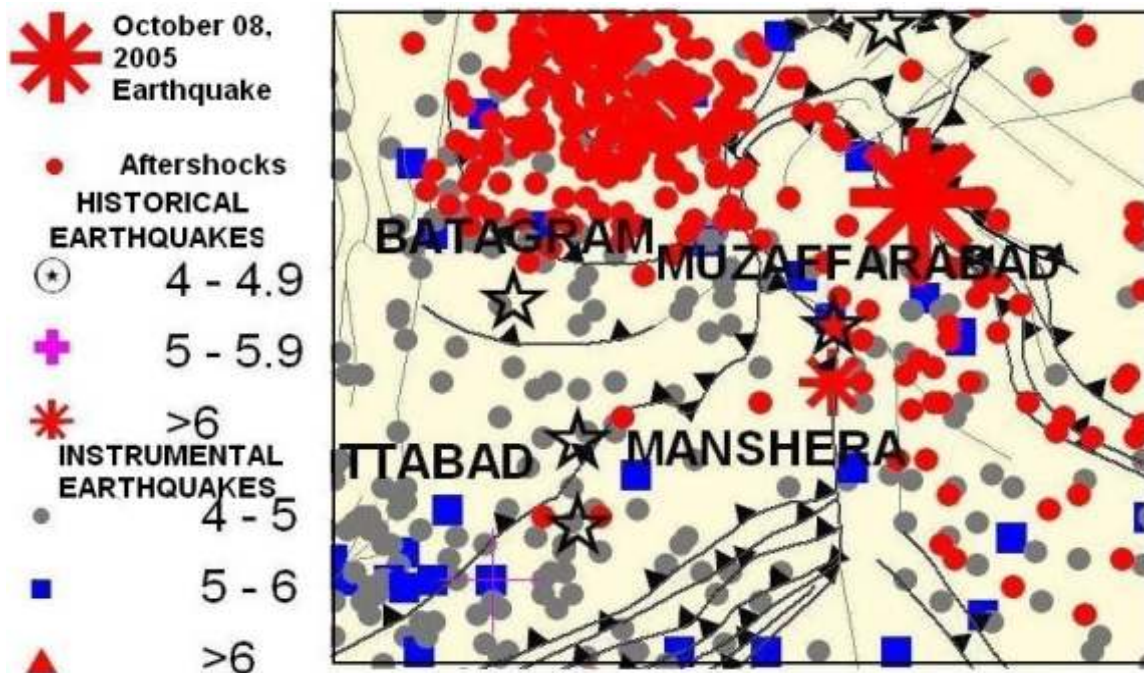 October 08,
2005
Earthquake
Aftershocks
HISTORICAL
EARTHQUAKES
4 - 4.9
5 - 5.9
>6
INSTRUMENTAL
EARTHQUAKES
4 - 5
5 - 6
>6
BATAGRAM
MUZAFFARABAD
TTABAD
MANSHERA